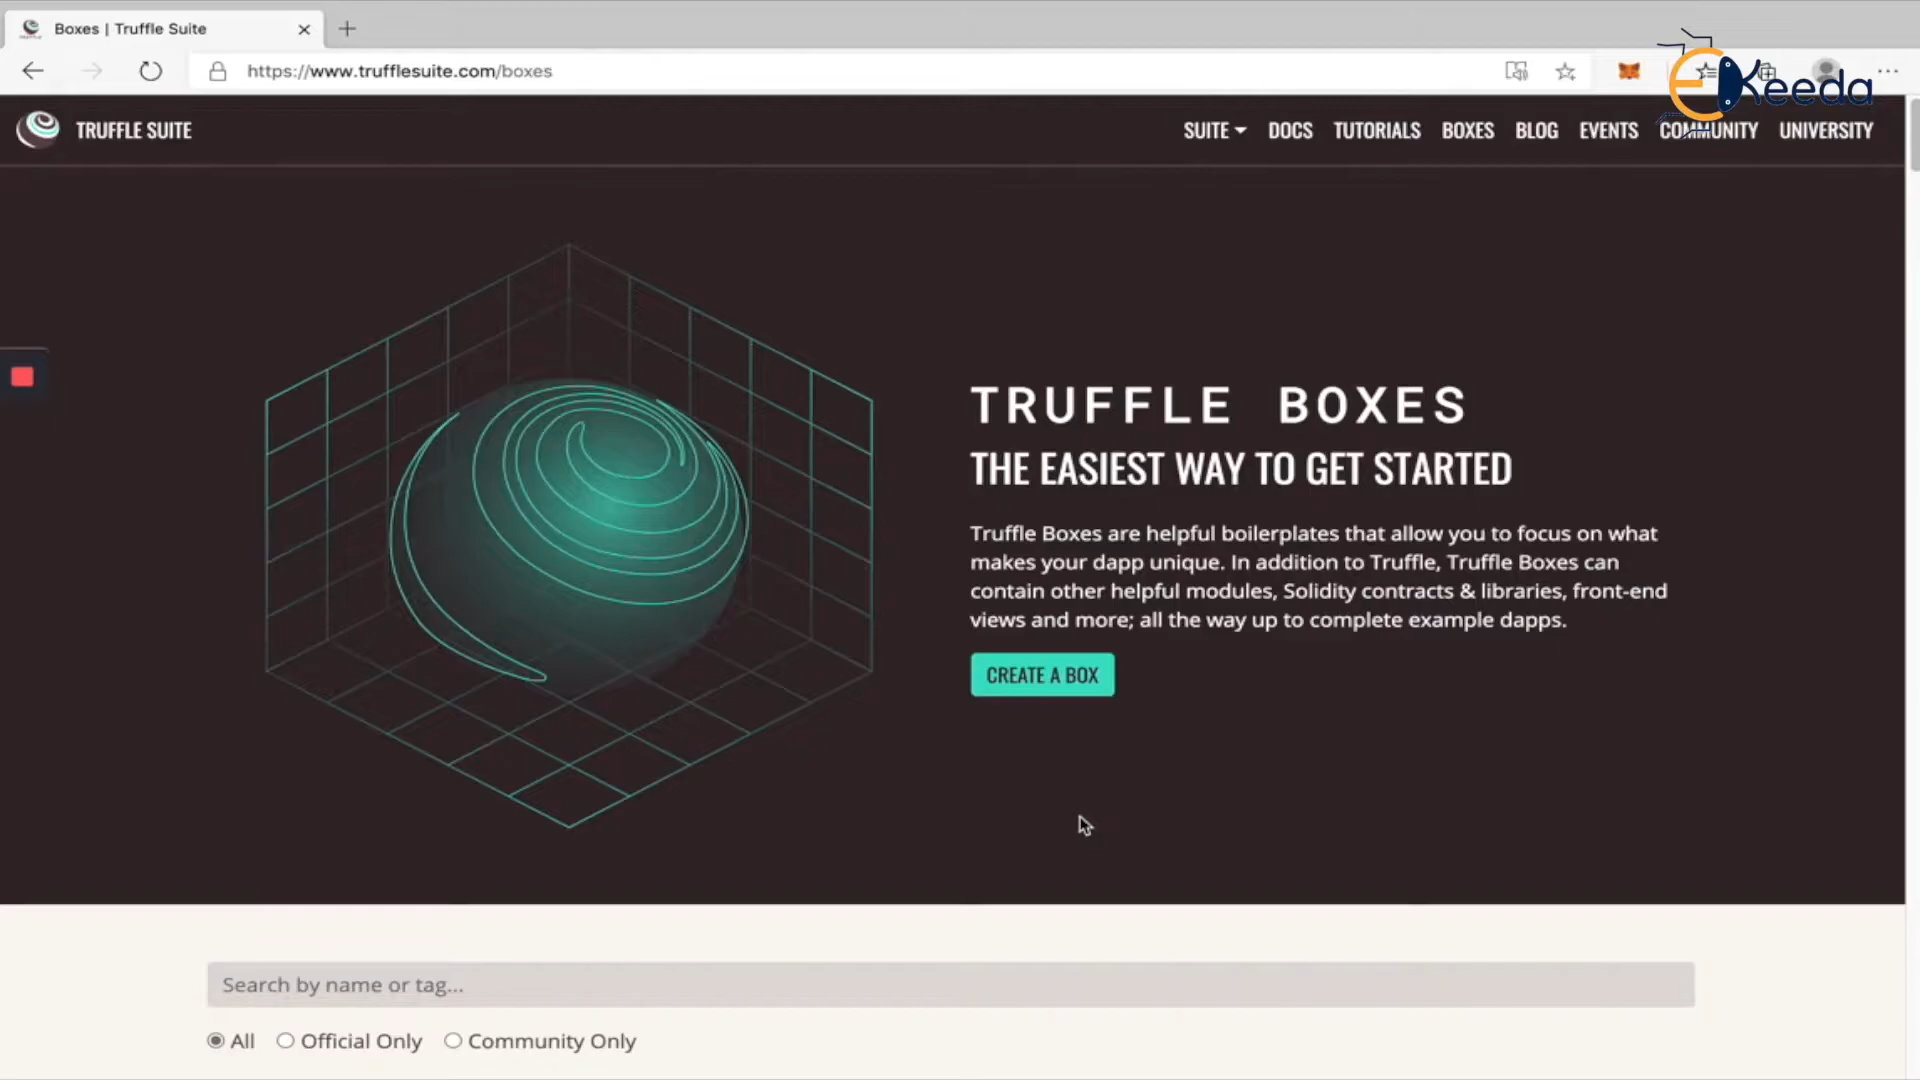 Boxes | Truffle Suite
https://www.trufflesuite.com/boxes
EKeeda
TRUFFLE SUITE
SUITE DOCS TUTORIALS BOXES BLOG EVENTS COMMUNITY UNIVERSITY
TRUFFLE BOXES
THE EASIEST WAY TO GET STARTED
Truffle Boxes are helpful boilerplates that allow you to focus on what
makes your dapp unique. In addition to Truffle, Truffle Boxes can
contain other helpful modules, Solidity contracts & libraries, front-end
views and more; all the way up to complete example dapps.
CREATE A BOX
Search by name or tag...
All Official Only Community Only